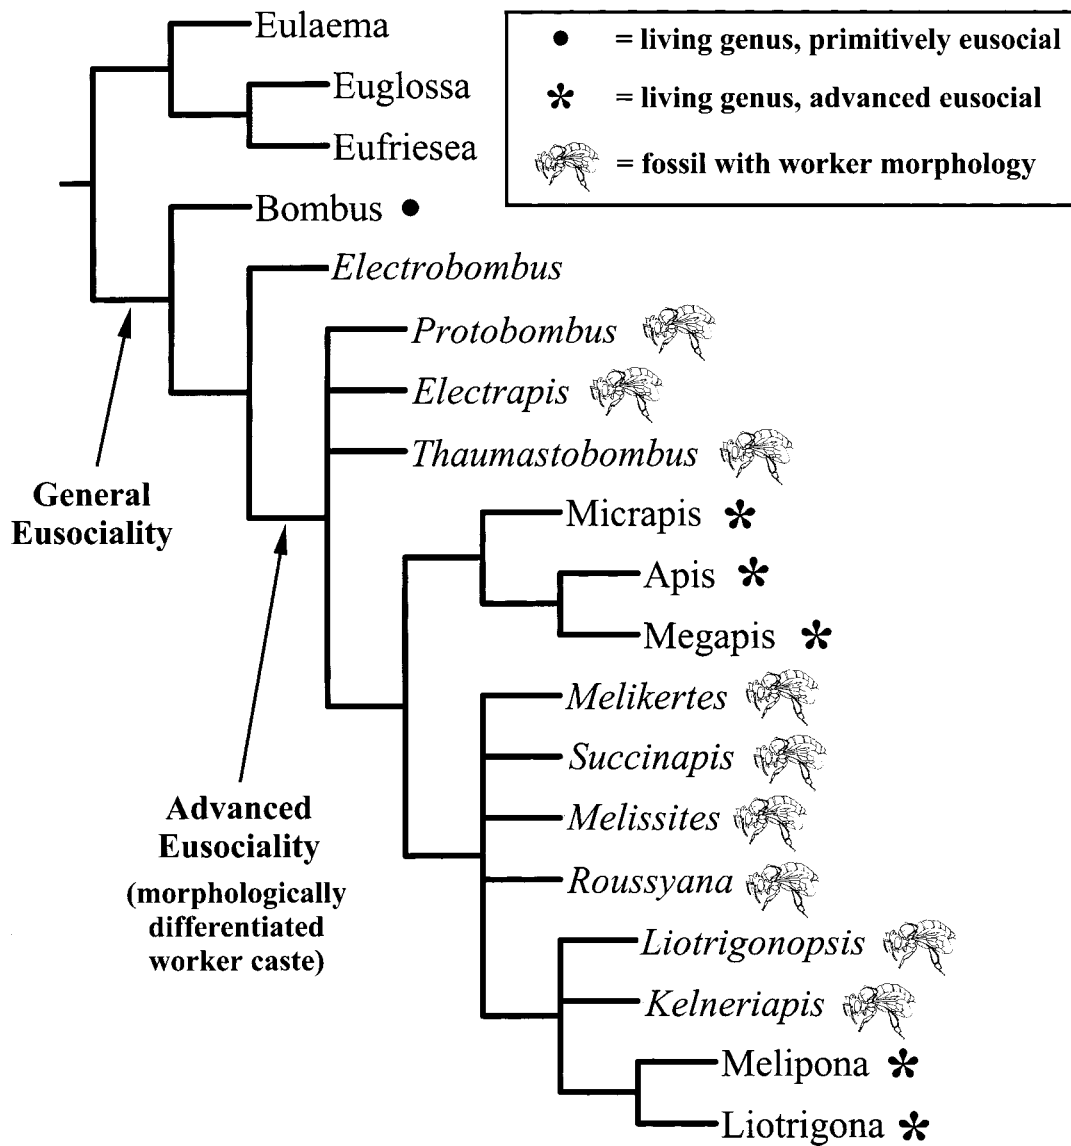 Eulaema
● = living genus, primitively eusocial
Euglossa
* = living genus, advanced eusocial
Eufriesea
= fossil with worker morphology
Bombus ●
Electrobombus
Protobombus
Electrapis
Thaumastobombus
General
Eusociality
Micrapis *
Apis *
Megapis *
Melikertes
Succinapis
Advanced
Eusociality
(morphologically
differentiated
worker caste)
Melissites
Roussyana
Liotrigonopsis
Kelneriapis
Melipona *
Liotrigona *